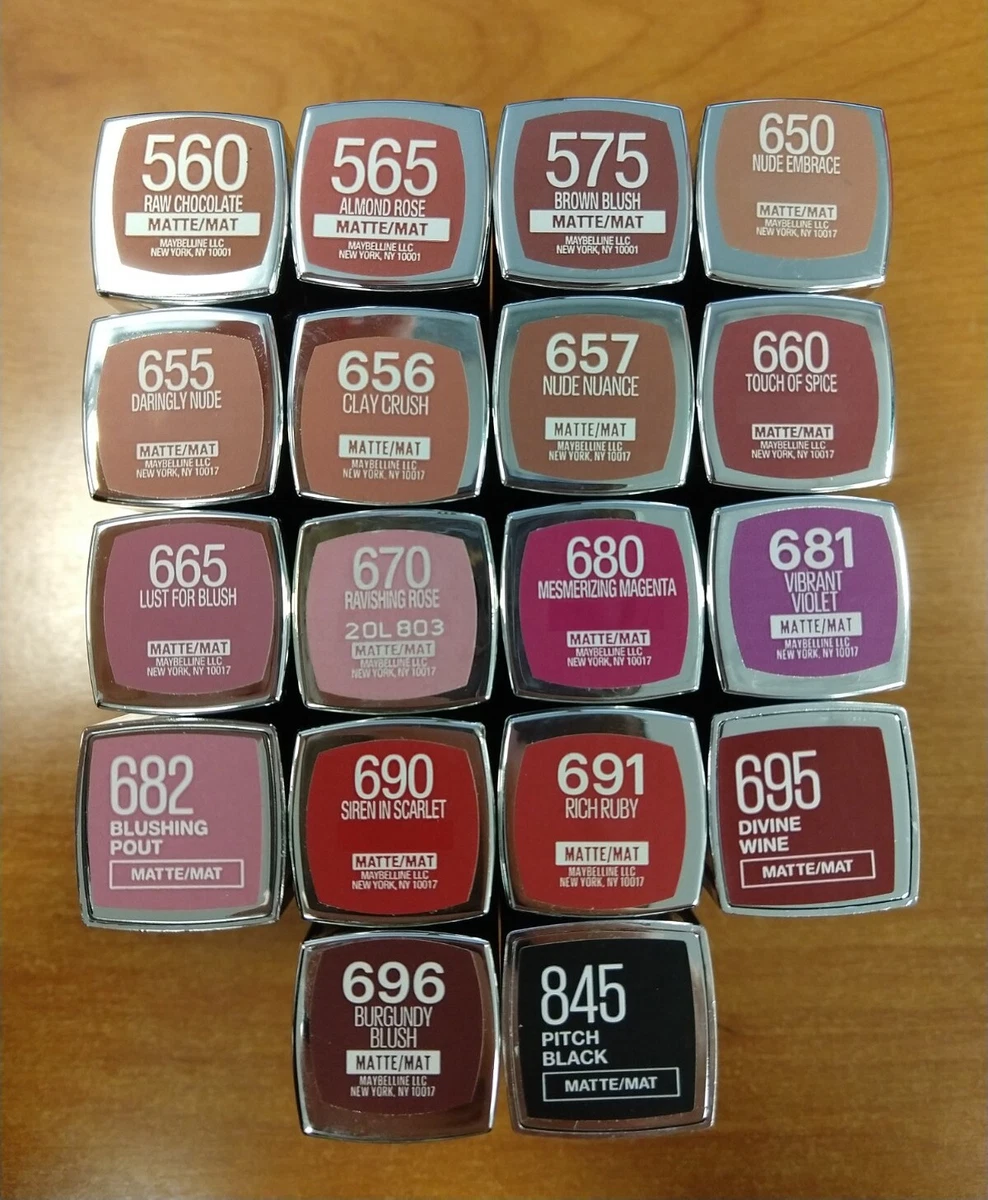 560
RAW CHOCOLATE
MATTE/MAT
MAYBELLINE LLC
NEW YORK, NY 10001
565
ALMOND ROSE
MATTE/MAT
MAYBELLINE LLC
NEW YORK, NY 10001
575
BROWN BLUSH
MATTE/MAT
MAYBELLINE LLC
NEW YORK, NY 10001
650
NUDE EMBRACE
MATTE/MAT
MAYBELLINE LLC
NEW YORK, NY 10017
655
DARINGLY NUDE
MATTE/MAT
MAYBELLINE LLC
NEW YORK, NY 10017
656
CLAY CRUSH
MATTE/MAT
MAYBELLINE LLC
NEW YORK, NY 10017
657
NUDE NUANCE
MATTE/MAT
MAYBELLINE LLC
NEW YORK, NY 10017
660
TOUCH OF SPICE
MATTE/MAT
MAYBELLINE LLC
NEW YORK, NY 10017
665
LUST FOR BLUSH
MATTE/MAT
MAYBELLINE LLC
NEW YORK, NY 10017
670
RAVISHING ROSE
20L803
MATTE/MAT
MAYBELLINE LLC
NEW YORK, NY 10017
680
MESMERIZING MAGENTA
MATTE/MAT
MAYBELLINE LLC
NEW YORK, NY 10017
681
VIBRANT
VIOLET
MATTE/MAT
MAYBELLINE LLC
NEW YORK, NY 10017
682
BLUSHING
POUT
MATTE/MAT
690
SIREN IN SCARLET
MATTE/MAT
MAYBELLINE LLC
NEW YORK, NY 10017
691
RICH RUBY
MATTE/MAT
MAYBELLINE LLC
NEW YORK, NY 10017
695
DIVINE
WINE
MATTE/MAT
696
BURGUNDY
BLUSH
MATTE/MAT
MAYBELLINE LLC
NEW YORK, NY 10017
845
PITCH
BLACK
MATTE/MAT